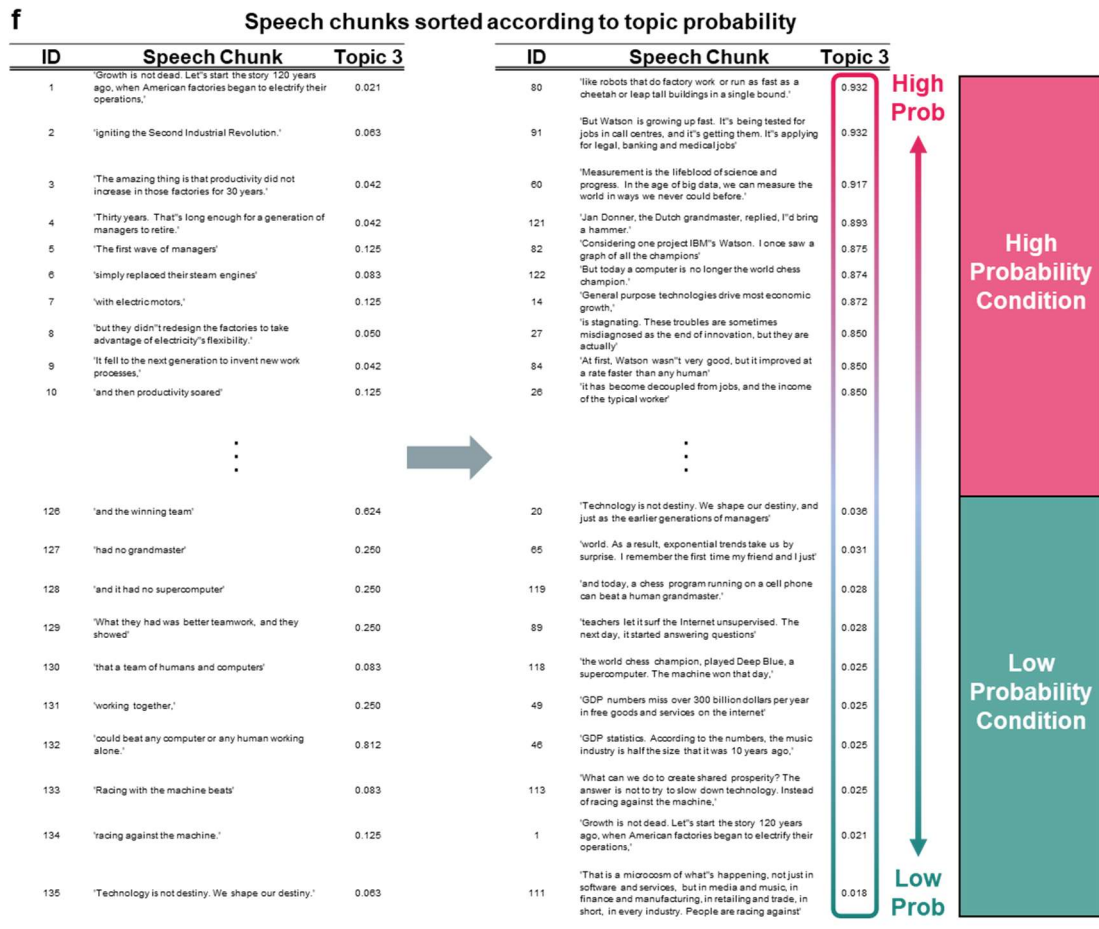 f
Speech chunks sorted according to topic probability
ID Speech Chunk Topic 3
1 'Growth is not dead. Let"s start the story 120 years
ago, when American factories began to electrify their
operations,' 0.021
2 'igniting the Second Industrial Revolution.' 0.063
3 'The amazing thing is that productivity did not
increase in those factories for 30 years.' 0.042
4 'Thirty years. That"s long enough for a generation of
managers to retire.' 0.042
5 'The first wave of managers' 0.125
6 'simply replaced their steam engines' 0.083
7 'with electric motors,' 0.125
8 'but they didn"t redesign the factories to take
advantage of electricity"s flexibility.' 0.050
9 'It fell to the next generation to invent new work
processes,' 0.042
10 'and then productivity soared' 0.125
126 'and the winning team' 0.624
127 'had no grandmaster' 0.250
128 'and it had no supercomputer' 0.250
129 'What they had was better teamwork, and they
showed' 0.250
130 'that a team of humans and computers' 0.083
131 'working together,' 0.250
132 'could beat any computer or any human working
alone.' 0.812
133 'Racing with the machine beats' 0.083
134 'racing against the machine.' 0.125
135 'Technology is not destiny. We shape our destiny.' 0.063
ID Speech Chunk Topic 3
80 'like robots that do factory work or run as fast as a
cheetah or leap tall buildings in a single bound.' 0.932
91 'But Watson is growing up fast. It"s being tested for
jobs in call centres, and it"s getting them. It"s applying
for legal, banking and medical jobs' 0.932
60 'Measurement is the lifeblood of science and
progress. In the age of big data, we can measure the
world in ways we never could before.' 0.917
121 'Jan Donner, the Dutch grandmaster, replied, I"d bring
a hammer.' 0.893
82 'Considering one project IBM"s Watson. I once saw a
graph of all the champions' 0.875
122 'But today a computer is no longer the world chess
champion.' 0.874
14 'General purpose technologies drive most economic
growth,' 0.872
27 'is stagnating. These troubles are sometimes
misdiagnosed as the end of innovation, but they are
actually' 0.850
84 'At first, Watson wasn"t very good, but it improved at
a rate faster than any human' 0.850
26 'it has become decoupled from jobs, and the income
of the typical worker' 0.850
20 'Technology is not destiny. We shape our destiny, and
just as the earlier generations of managers' 0.036
65 'world. As a result, exponential trends take us by
surprise. I remember the first time my friend and I just' 0.031
119 'and today, a chess program running on a cell phone
can beat a human grandmaster.' 0.028
89 'teachers let it surf the Internet unsupervised. The
next day, it started answering questions' 0.028
118 'the world chess champion, played Deep Blue, a
supercomputer. The machine won that day,' 0.025
49 'GDP numbers miss over 300 billion dollars per year
in free goods and services on the internet' 0.025
46 'GDP statistics. According to the numbers, the music
industry is half the size that it was 10 years ago,' 0.025
113 'What can we do to create shared prosperity? The
answer is not to try to slow down technology. Instead
of racing against the machine,' 0.025
1 'Growth is not dead. Let"s start the story 120 years
ago, when American factories began to electrify their
operations,' 0.021
111 'That is a microcosm of what"s happening, not just in
software and services, but in media and music, in
finance and manufacturing, in retailing and trade, in
short, in every industry. People are racing against' 0.018
High
Prob
Low
Prob
High
Probability
Condition
Low
Probability
Condition